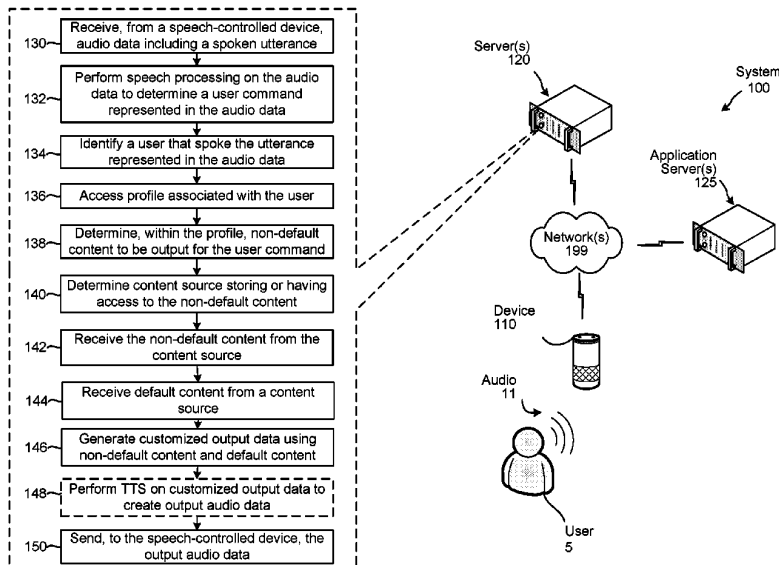 130
Receive, from a speech-controlled device,
audio data including a spoken utterance
132
Perform speech processing on the audio
data to determine a user command
represented in the audio data
134
Identify a user that spoke the utterance
represented in the audio data
136
Access profile associated with the user
138
Determine, within the profile, non-default
content to be output for the user command
140
Determine content source storing or having
access to the non-default content
142
Receive the non-default content from the
content source
144
Receive default content from a content
source
146
Generate customized output data using
non-default content and default content
148
Perform TTS on customized output data to
create output audio data
150
Send, to the speech-controlled device, the
output audio data
Server(s)
120
System
100
Application
Server(s)
125
Network(s)
199
Device
110
Audio
11
User
5